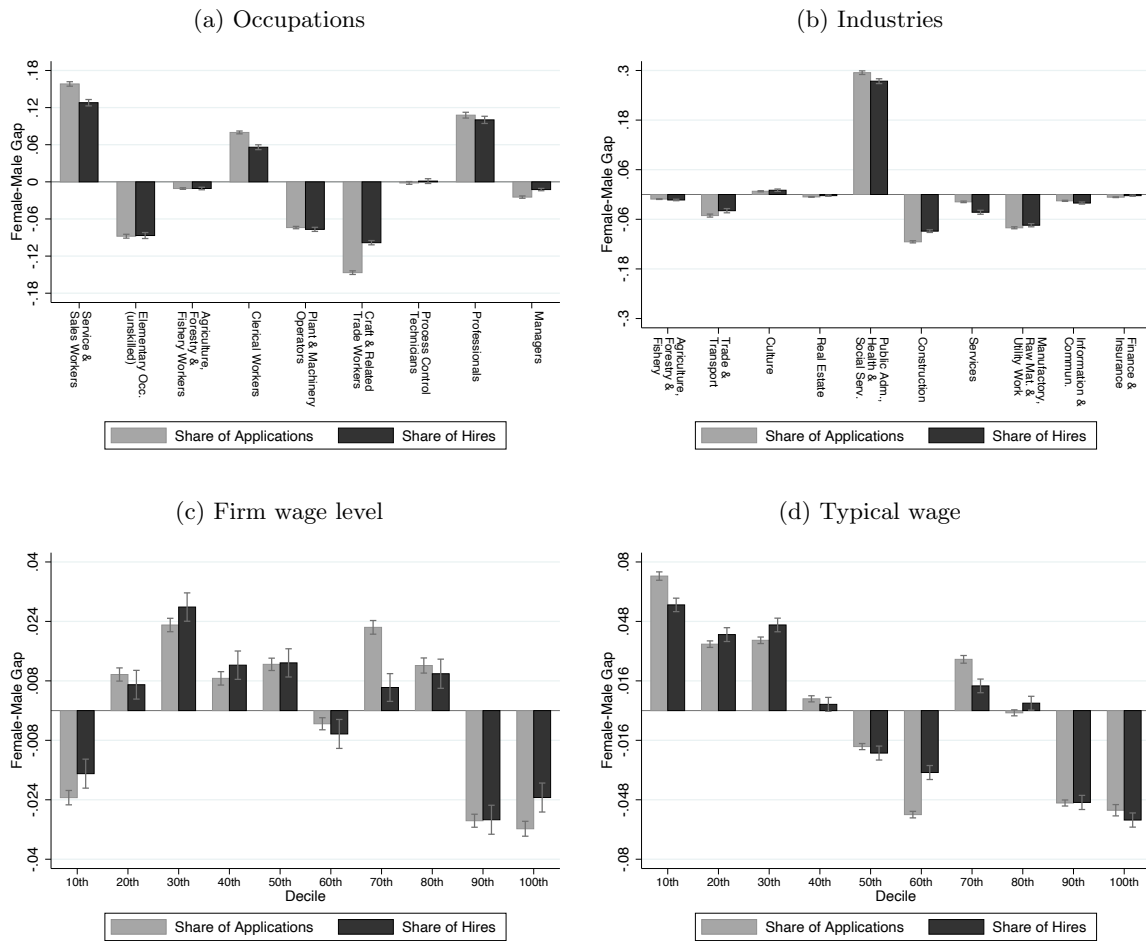 (a) Occupations
Female-Male Gap
.18
.12
.06
0
-.06
-.12
-.18
Service &
Sales Workers
Elementary Occ.
(unskilled)
Agriculture,
Forestry &
Fishery Workers
Clerical Workers
Plant & Machinery
Operators
Craft & Related
Trade Workers
Process Control
Technicians
Professionals
Managers
Share of Applications
Share of Hires
(b) Industries
Female-Male Gap
.3
.18
.06
-.06
-.18
-.3
Agriculture,
Forestry &
Fishery
Trade &
Transport
Culture
Real Estate
Public Adm.,
Health &
Social Serv.
Construction
Services
Manufactory,
Raw Mat. &
Utility Work
Information &
Commun.
Finance &
Insurance
Share of Applications
Share of Hires
(c) Firm wage level
Female-Male Gap
.04
.024
.008
-.008
-.024
-.04
10th 20th 30th 40th 50th 60th 70th 80th 90th 100th
Decile
Share of Applications
Share of Hires
(d) Typical wage
Female-Male Gap
.08
.048
.016
-.016
-.048
-.08
10th 20th 30th 40th 50th 60th 70th 80th 90th 100th
Decile
Share of Applications
Share of Hires